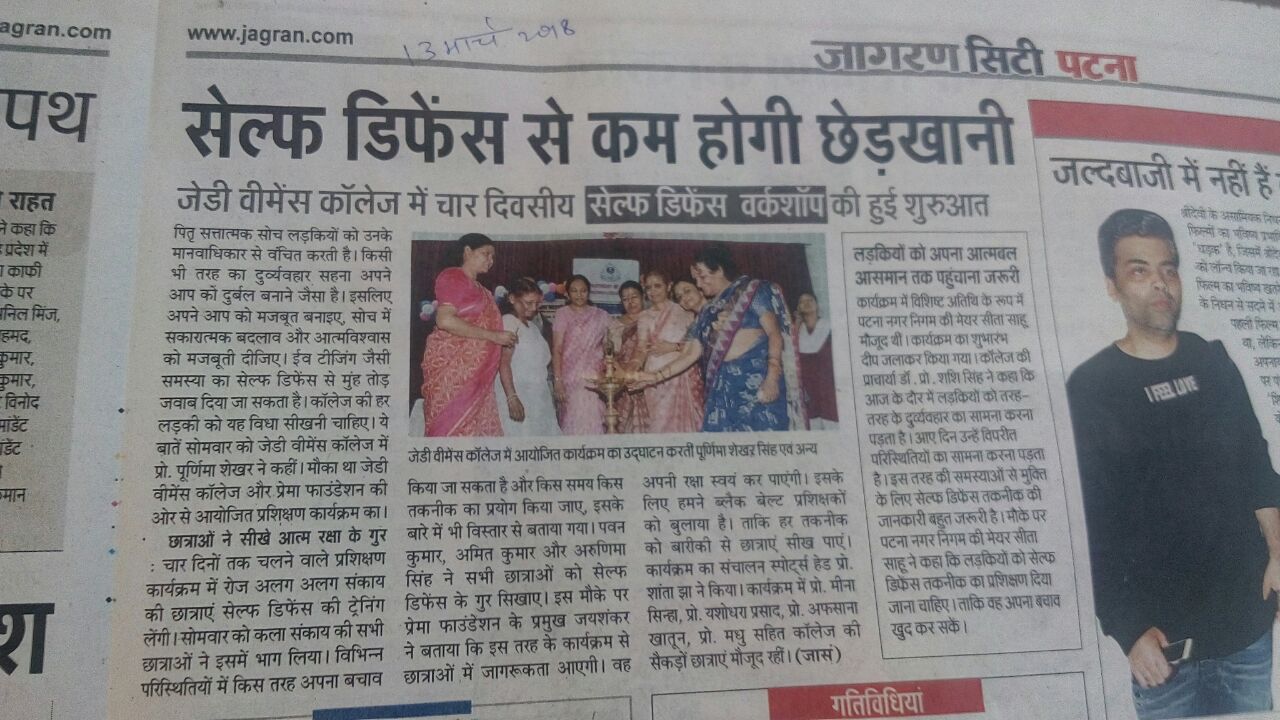 agran.com
पथ
राहत
ने कहा कि
प्रदेश में
काफी
के पर
मिंज,
हमद,
कुमार,
कुमार,
विनोद
मांडेट
मांडेंट
मान
श
www.jagran.com
13 मार्च 2018
जागरण सिटी पटना
सेल्फ डिफेंस से कम होगी छेड़खानी
जेडी वीमेंस कॉलेज में चार दिवसीय सेल्फ डिफेंस वर्कशॉप की हुई शुरुआत
पितृ सत्तात्मक सोच लड़कियों को उनके
मानवाधिकार से वंचित करती है। किसी
भी तरह का दुर्व्यवहार सहना अपने
आप को दुर्बल बनाने जैसा है। इसलिए
अपने आप को मजबूत बनाइए, सोच में
सकारात्मक बदलाव और आत्मविश्वास
को मजबूती दीजिए। ईव टीजिंग जैसी
समस्या का सेल्फ डिफेंस से मुंह तोड़
जवाब दिया जा सकता है। कॉलेज की हर
लड़की को यह विधा सीखनी चाहिए। ये
बातें सोमवार को जेडी वीमेंस कॉलेज में
प्रो. पूर्णिमा शेखर ने कहीं। मौका था जेडी
वीमेंस कॉलेज और प्रेमा फाउंडेशन की
ओर से आयोजित प्रशिक्षण कार्यक्रम का।
छात्राओं ने सीखे आत्म रक्षा के गुर
: चार दिनों तक चलने वाले प्रशिक्षण
कार्यक्रम में रोज अलग अलग संकाय
की छात्राएं सेल्फ डिफेंस की ट्रेनिंग
लेंगी। सोमवार को कला संकाय की सभी
छात्राओं ने इसमें भाग लिया। विभिन्न
परिस्थितियों में किस तरह अपना बचाव
जेडी वीमेंस कॉलेज में आयोजित कार्यक्रम का उद्घाटन करतीं पूर्णिमा शेखर सिंह एवं अन्य
किया जा सकता है और किस समय किस
तकनीक का प्रयोग किया जाए, इसके
बारे में भी विस्तार से बताया गया। पवन
कुमार, अमित कुमार और अरुणिमा
सिंह ने सभी छात्राओं को सेल्फ
डिफेंस के गुर सिखाए। इस मौके पर
प्रेमा फाउंडेशन के प्रमुख जयशंकर
ने बताया कि इस तरह के कार्यक्रम से
छात्राओं में जागरूकता आएगी। वह
अपनी रक्षा स्वयं कर पाएंगी। इसके
लिए हमने ब्लैक बेल्ट प्रशिक्षकों
को बुलाया है। ताकि हर तकनीक
को बारीकी से छात्राएं सीख पाएं।
कार्यक्रम का संचालन स्पोर्ट्स हेड प्रो.
शांता झा ने किया। कार्यक्रम में प्रो. मीना
सिन्हा, प्रो. यशोधरा प्रसाद, प्रो. अफसाना
खातून, प्रो. मधु सहित कॉलेज की
सैकड़ों छात्राएं मौजूद रहीं। (जासं)
लड़कियों को अपना आत्मबल
आसमान तक पहुंचाना जरूरी
कार्यक्रम में विशिष्ट अतिथि के रूप में
पटना नगर निगम की मेयर सीता साहू
मौजूद थीं। कार्यक्रम का शुभारंभ
दीप जलाकर किया गया। कॉलेज की
प्राचार्या डॉ. प्रो. शशि सिंह ने कहा कि
आज के दौर में लड़कियों को तरह-
तरह के दुर्व्यवहार का सामना करना
पड़ता है। आए दिन उन्हें विपरीत
परिस्थितियों का सामना करना पड़ता
है। इस तरह की समस्याओं से मुक्ति
के लिए सेल्फ डिफेंस तकनीक की
जानकारी बहुत जरूरी है। मौके पर
पटना नगर निगम की मेयर सीता
साहू ने कहा कि लड़कियों को सेल्फ
डिफेंस तकनीक का प्रशिक्षण दिया
जाना चाहिए। ताकि वह अपना बचाव
खुद कर सकें।
जल्दबाजी में नहीं हैं
श्रीदेवी के असामयिक
फिल्मों का भविष्य
'धड़क' है, जिसमें
को लॉन्च किया जा
फिल्म का भविष्य
के निधन से सदमे में
पहली फिल्म
था, लेकिन
I FEEL LOVE
गतिविधियां